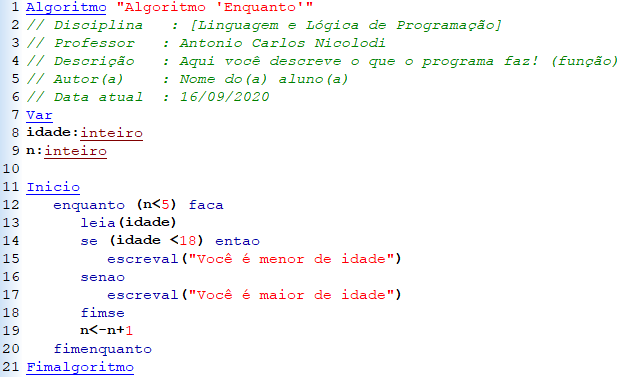 1 Algoritmo "Algoritmo 'Enquanto'"
2 // Disciplina   : [Linguagem e Lógica de Programação]
3 // Professor   : Antonio Carlos Nicolodi
4 // Descrição   : Aqui você descreve o que o programa faz! (função)
5 // Autor(a)    : Nome do(a) aluno(a)
6 // Data atual  : 16/09/2020
7 Var
8 idade:inteiro
9 n:inteiro
10
11 Inicio
12    enquanto (n<5) faca
13       leia(idade)
14       se (idade <18) entao
15          escreval("Você é menor de idade")
16       senao
17          escreval("Você é maior de idade")
18       fimse
19       n<-n+1
20    fimenquanto
21 Fimalgoritmo